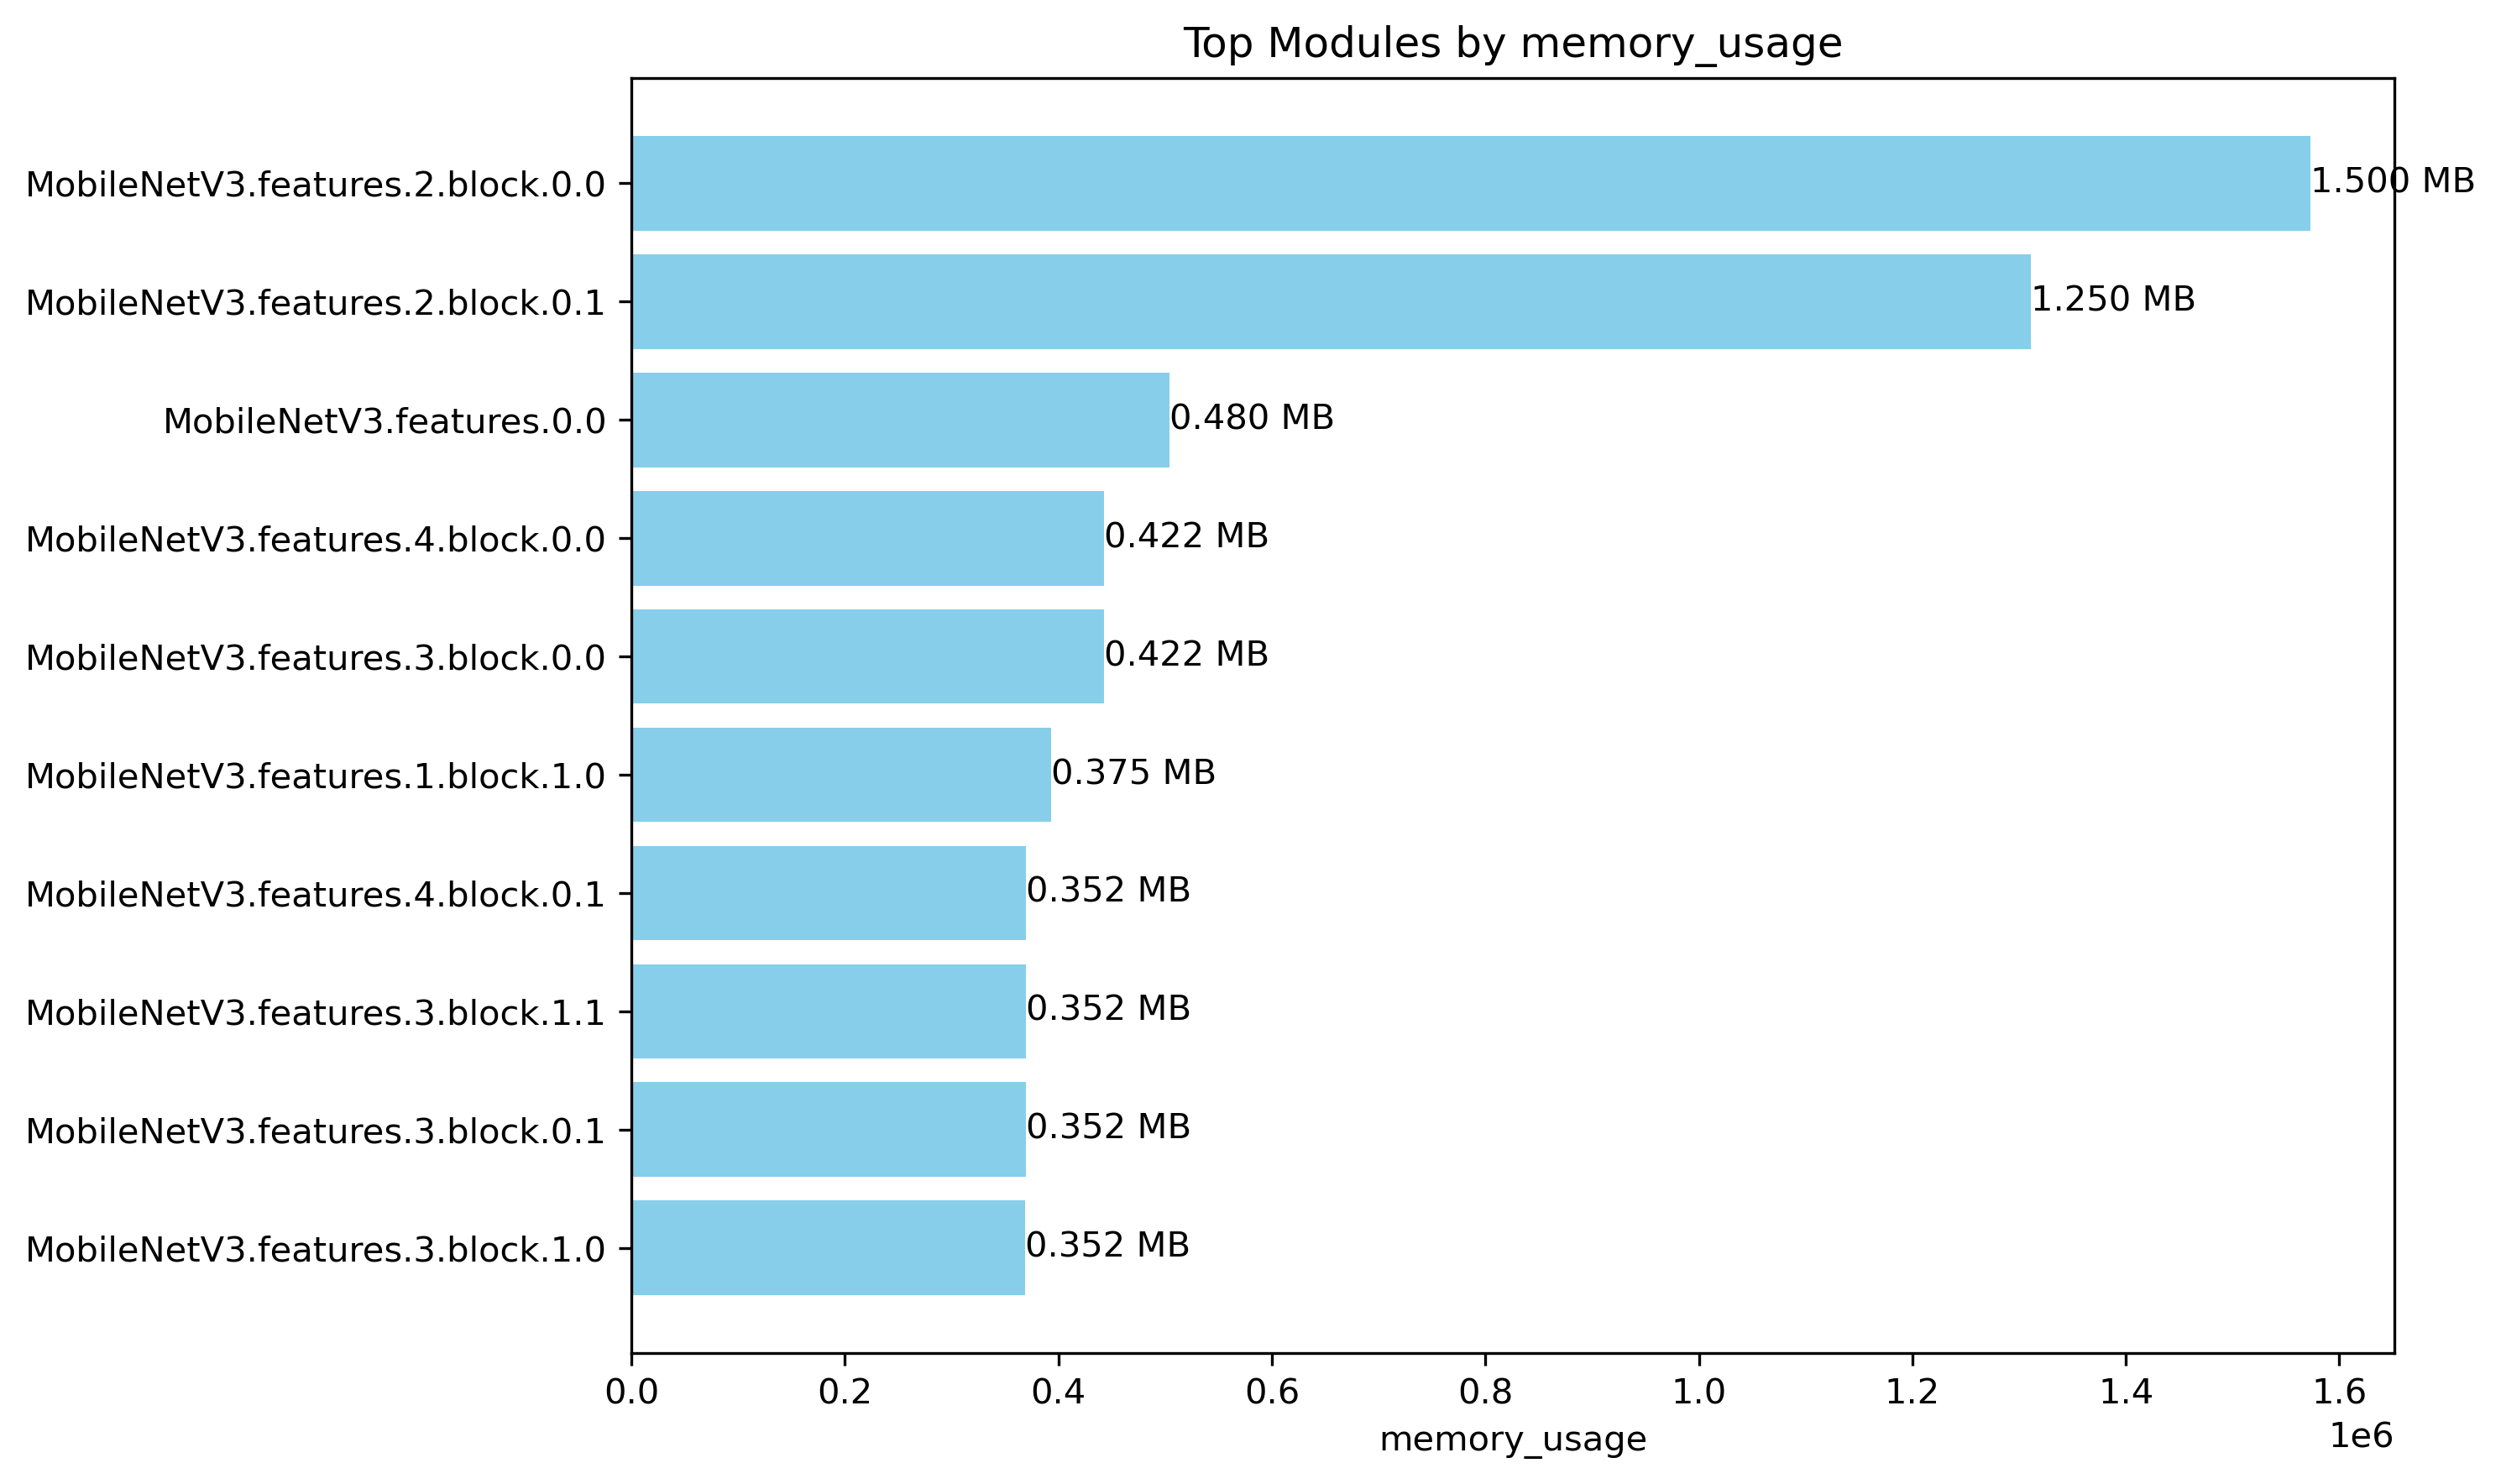 Top Modules by memory_usage
MobileNetV3.features.2.block.0.0 1.500 MB
MobileNetV3.features.2.block.0.1 1.250 MB
MobileNetV3.features.0.0 0.480 MB
MobileNetV3.features.4.block.0.0 0.422 MB
MobileNetV3.features.3.block.0.0 0.422 MB
MobileNetV3.features.1.block.1.0 0.375 MB
MobileNetV3.features.4.block.0.1 0.352 MB
MobileNetV3.features.3.block.1.1 0.352 MB
MobileNetV3.features.3.block.0.1 0.352 MB
MobileNetV3.features.3.block.1.0 0.352 MB
0.0 0.2 0.4 0.6 0.8 1.0 1.2 1.4 1.6
memory_usage 1e6